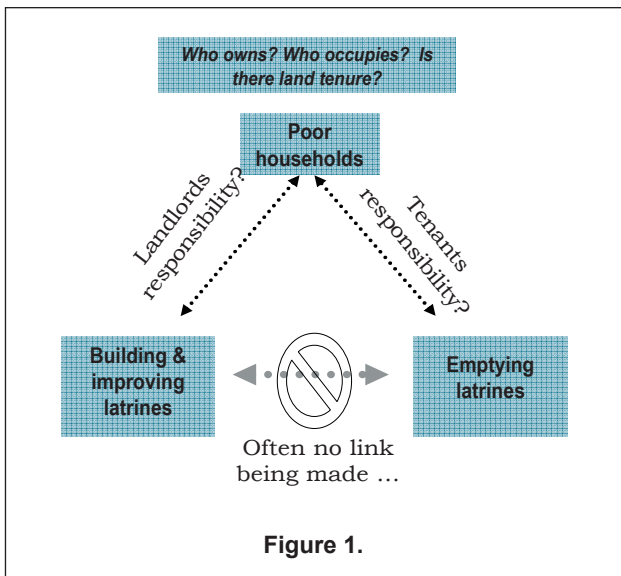 Who owns? Who occupies? Is
there land tenure?
Poor
households
Landlords
responsibility?
Tenants
responsibility?
Building &
improving
latrines
Emptying
latrines
Often no link
being made …
Figure 1.